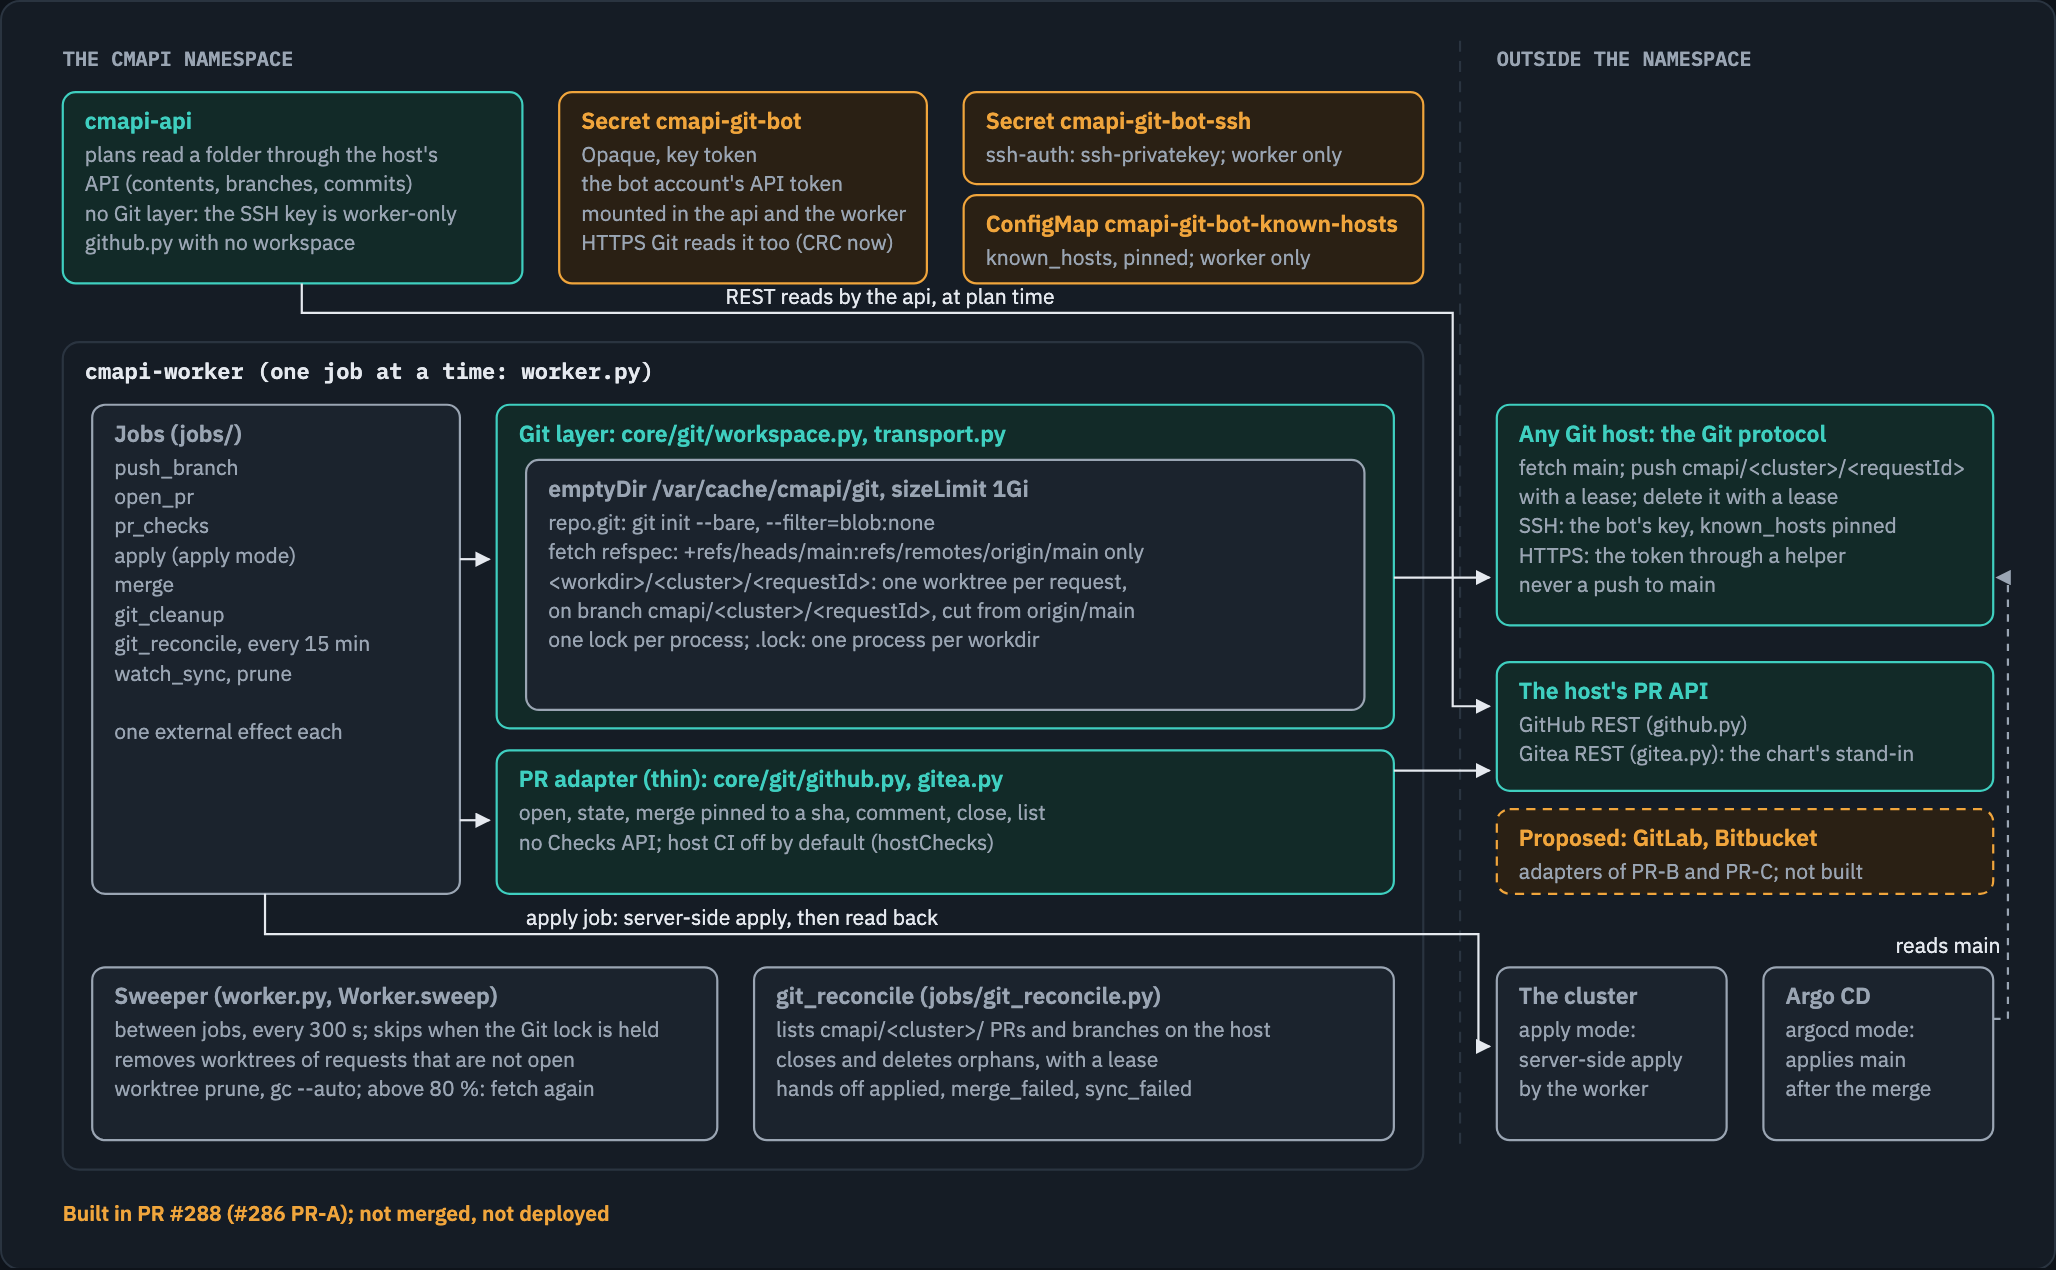 THE CMAPI NAMESPACE
OUTSIDE THE NAMESPACE
cmapi-api
plans read a folder through the host's
API (contents, branches, commits)
no Git layer: the SSH key is worker-only
github.py with no workspace
Secret cmapi-git-bot
Opaque, key token
the bot account's API token
mounted in the api and the worker
HTTPS Git reads it too (CRC now)
Secret cmapi-git-bot-ssh
ssh-auth: ssh-privatekey; worker only
ConfigMap cmapi-git-bot-known-hosts
known_hosts, pinned; worker only
REST reads by the api, at plan time
cmapi-worker (one job at a time: worker.py)
Jobs (jobs/)
push_branch
open_pr
pr_checks
apply (apply mode)
merge
git_cleanup
git_reconcile, every 15 min
watch_sync, prune
one external effect each
Git layer: core/git/workspace.py, transport.py
emptyDir /var/cache/cmapi/git, sizeLimit 1Gi
repo.git: git init --bare, --filter=blob:none
fetch refspec: +refs/heads/main:refs/remotes/origin/main only
<workdir>/<cluster>/<requestId>: one worktree per request,
on branch cmapi/<cluster>/<requestId>, cut from origin/main
one lock per process; .lock: one process per workdir
PR adapter (thin): core/git/github.py, gitea.py
open, state, merge pinned to a sha, comment, close, list
no Checks API; host CI off by default (hostChecks)
Any Git host: the Git protocol
fetch main; push cmapi/<cluster>/<requestId>
with a lease; delete it with a lease
SSH: the bot's key, known_hosts pinned
HTTPS: the token through a helper
never a push to main
The host's PR API
GitHub REST (github.py)
Gitea REST (gitea.py): the chart's stand-in
Proposed: GitLab, Bitbucket
adapters of PR-B and PR-C; not built
apply job: server-side apply, then read back
reads main
Sweeper (worker.py, Worker.sweep)
between jobs, every 300 s; skips when the Git lock is held
removes worktrees of requests that are not open
worktree prune, gc --auto; above 80 %: fetch again
git_reconcile (jobs/git_reconcile.py)
lists cmapi/<cluster>/ PRs and branches on the host
closes and deletes orphans, with a lease
hands off applied, merge_failed, sync_failed
The cluster
apply mode:
server-side apply
by the worker
Argo CD
argocd mode:
applies main
after the merge
Built in PR #288 (#286 PR-A); not merged, not deployed